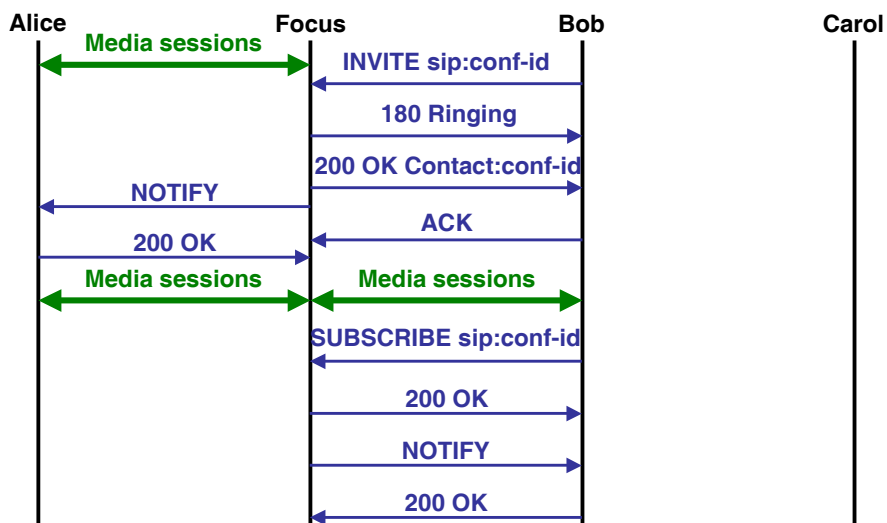 Alice
Focus
Bob
Carol
Media sessions
INVITE sip:conf-id
180 Ringing
200 OK Contact:conf-id
NOTIFY
ACK
200 OK
Media sessions
Media sessions
SUBSCRIBE sip:conf-id
200 OK
NOTIFY
200 OK